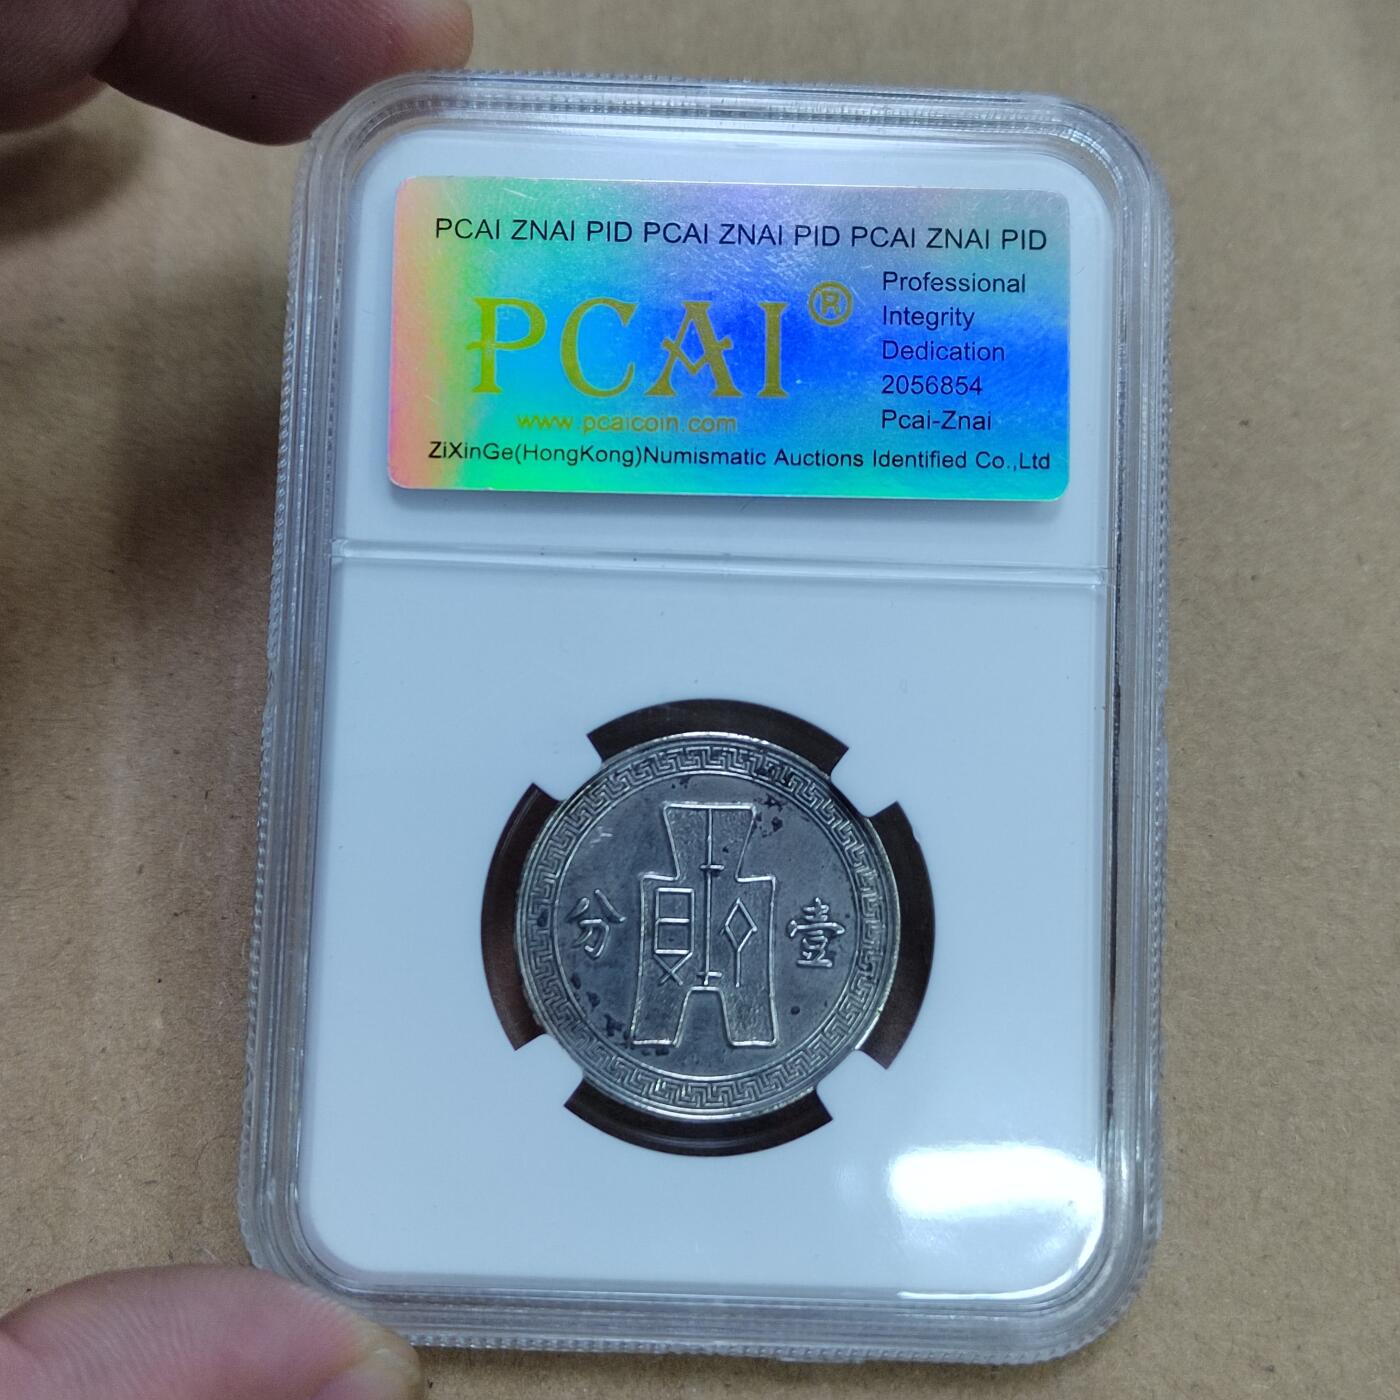 PCAI ZNAI PID PCAI ZNAI PID PCAI ZNAI PID
PCAI®
www.pcaicoin.com
Professional
Integrity
Dedication
2056854
Pcai-Znai
ZiXinGe(HongKong)Numismatic Auctions Identified Co.,Ltd
分 壹